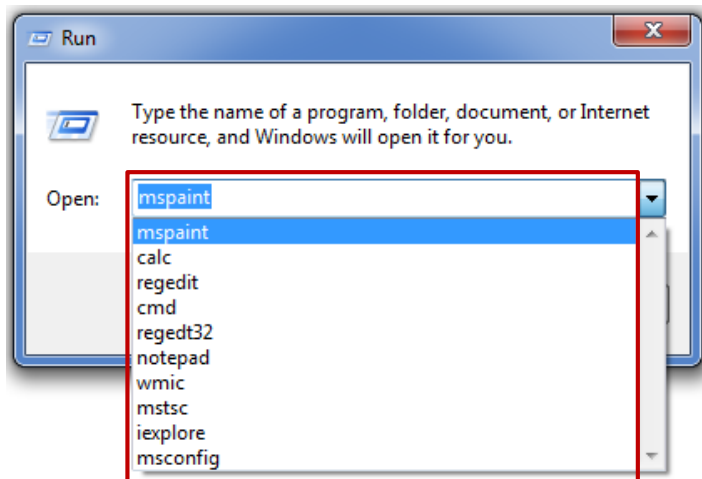 Run
Type the name of a program, folder, document, or Internet
resource, and Windows will open it for you.
Open:
mspaint
mspaint
calc
regedit
cmd
regedt32
notepad
wmic
mstsc
iexplore
msconfig